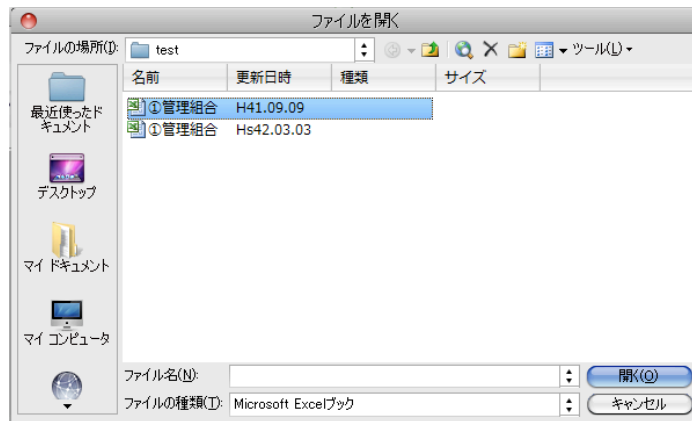 ファイルを開く
ファイルの場所(I): test ツール(L)
名前 更新日時 種類 サイズ
①管理組合 H41.09.09
①管理組合 Hs42.03.03
最近使ったド
キュメント
デスクトップ
マイ ドキュメント
マイ コンピュータ
ファイル名(N): 開く(O)
ファイルの種類(T): Microsoft Excelブック キャンセル